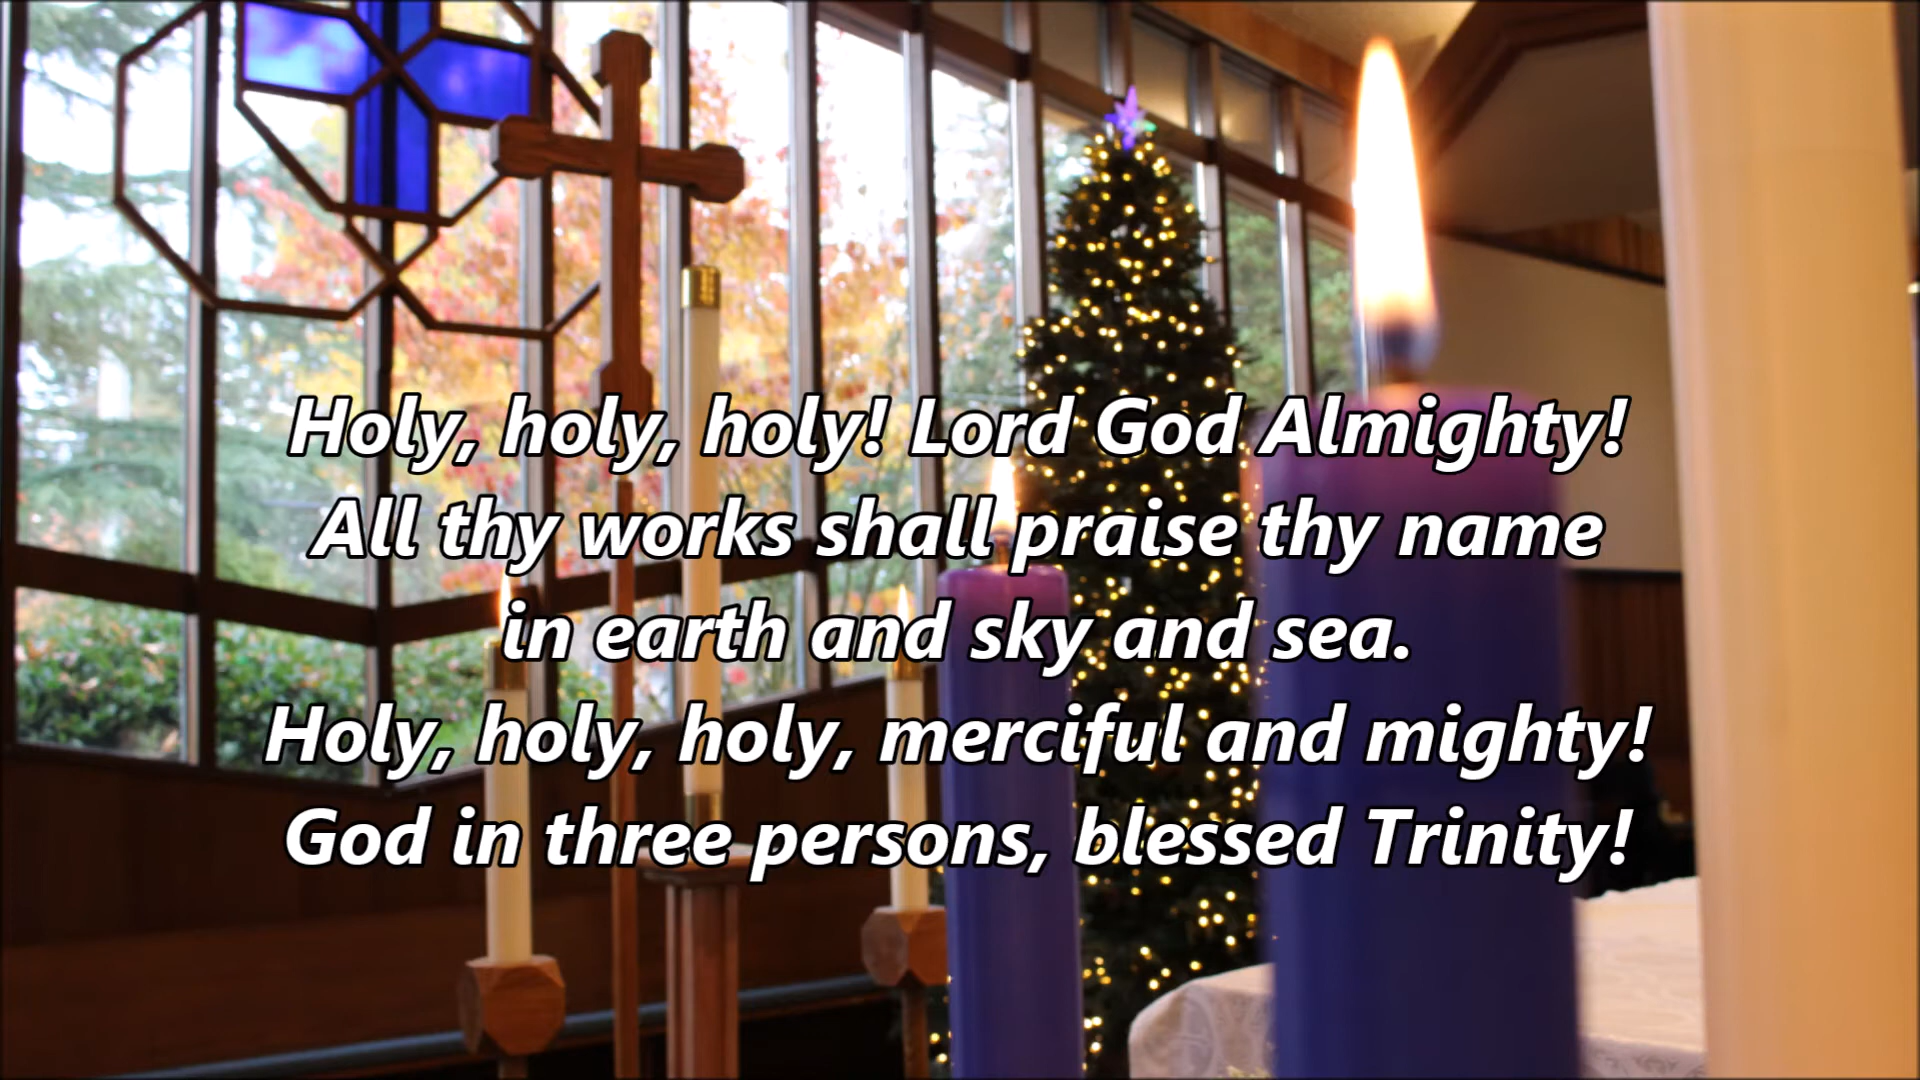 Holy, holy, holy! Lord God Almighty!
All thy works shall praise thy name
in earth and sky and sea.
Holy, holy, holy, merciful and mighty!
God in three persons, blessed Trinity!